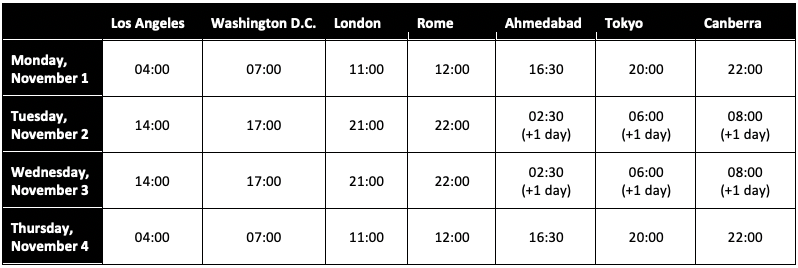 Los Angeles Washington D.C. London Rome Ahmedabad Tokyo Canberra
Monday,
November 1 04:00 07:00 11:00 12:00 16:30 20:00 22:00
Tuesday,
November 2 14:00 17:00 21:00 22:00 02:30
(+1 day) 06:00
(+1 day) 08:00
(+1 day)
Wednesday,
November 3 14:00 17:00 21:00 22:00 02:30
(+1 day) 06:00
(+1 day) 08:00
(+1 day)
Thursday,
November 4 04:00 07:00 11:00 12:00 16:30 20:00 22:00